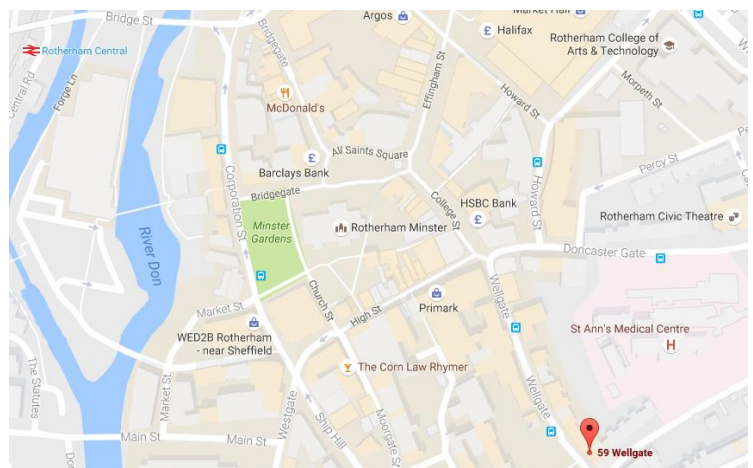 Bridge St
Argos
Market Hall
£ Halifax
Rotherham College of
Arts & Technology
Rotherham Central
Central Rd
Forge Ln
Bridgegate
Effingham St
Howard St
Morpeth St
McDonald's
All Saints Square
Barclays Bank
£
Percy St
Bridgegate
Corporation St
College St
HSBC Bank
£
Howard St
Rotherham Civic Theatre
Minster
Gardens
Rotherham Minster
River Don
Doncaster Gate
Market St
Church St
High St
Wellgate
Primark
St Ann's Medical Centre
H
WED2B Rotherham
- near Sheffield
The Corn Law Rhymer
The Statutes
Market St
Westgate
Ship Hill
Moorgate S
Wellgate
Main St
Main St
59 Wellgate